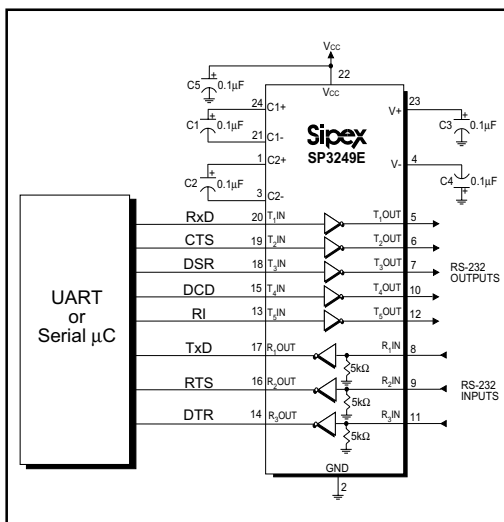 VCC
22
VCC
C5 + 0.1µF
24 C1+
C1 + 0.1µF
21 C1-
1 C2+
C2 + 0.1µF
3 C2-
Sipex
SP3249E
V+ 23
C3 + 0.1µF
V- 4
C4 + 0.1µF
UART
or
Serial µC
RxD 20 T1IN T1OUT 5
CTS 19 T2IN T2OUT 6
DSR 18 T3IN T3OUT 7
DCD 15 T4IN T4OUT 10
RI 13 T5IN T5OUT 12
RS-232
OUTPUTS
TxD 17 R1OUT R1IN 8
5kΩ
RTS 16 R2OUT R2IN 9
5kΩ
DTR 14 R3OUT R3IN 11
5kΩ
RS-232
INPUTS
GND
2